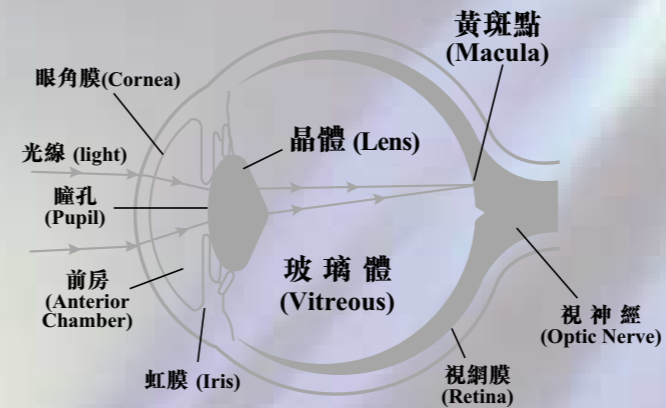 黃斑點
(Macula)
眼角膜(Cornea)
晶體 (Lens)
光線 (light)
瞳孔
(Pupil)
前房
(Anterior
Chamber)
玻璃體
(Vitreous)
視神經
(Optic Nerve)
虹膜 (Iris)
視網膜
(Retina)